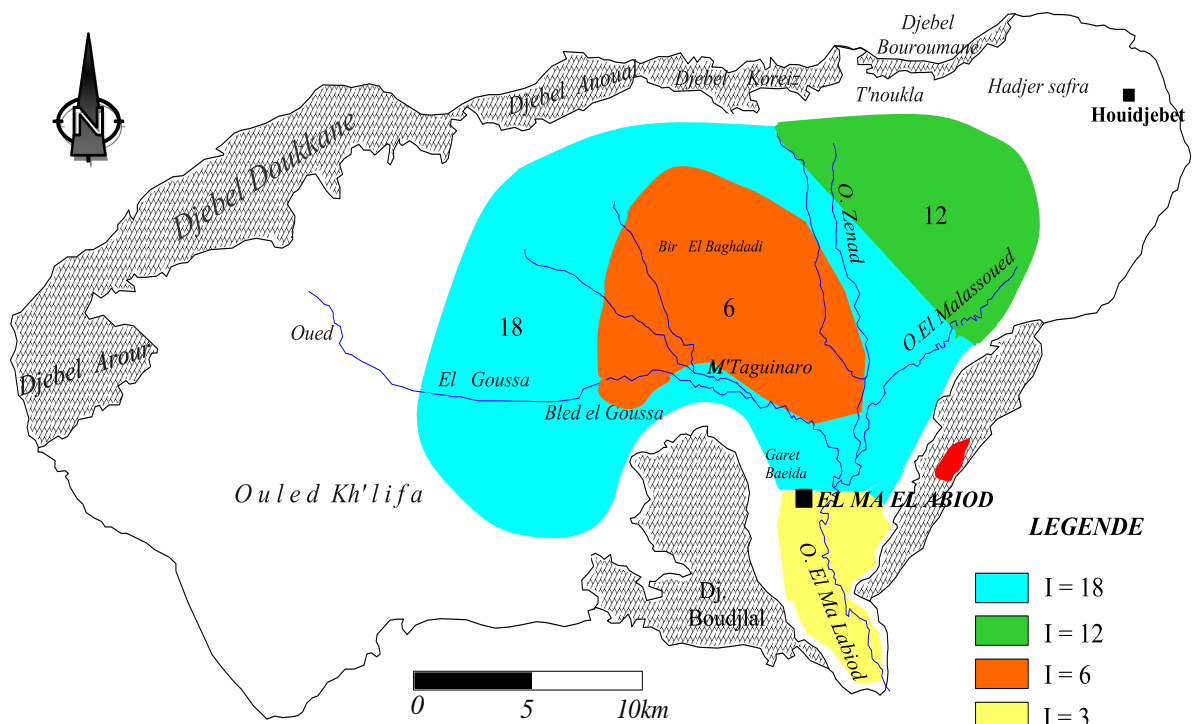 Djebel
Bouroumane
Djebel Anoual
Djebel Koreiz
T'noukla
Hadjer safra
Houidjebet
N
Djebel Doukkane
O. Zenad
12
Bir El Baghdadi
6
18
Oued
O.El Malassoued
Djebel Arour
M'Taguinaro
El Goussa
Bled el Goussa
Garet
Baeida
Ouled Kh'lifa
EL MA EL ABIOD
LEGENDE
O. El Ma Labiod
Dj.
Boudjlal
I = 18
I = 12
I = 6
I = 3
0 5 10km